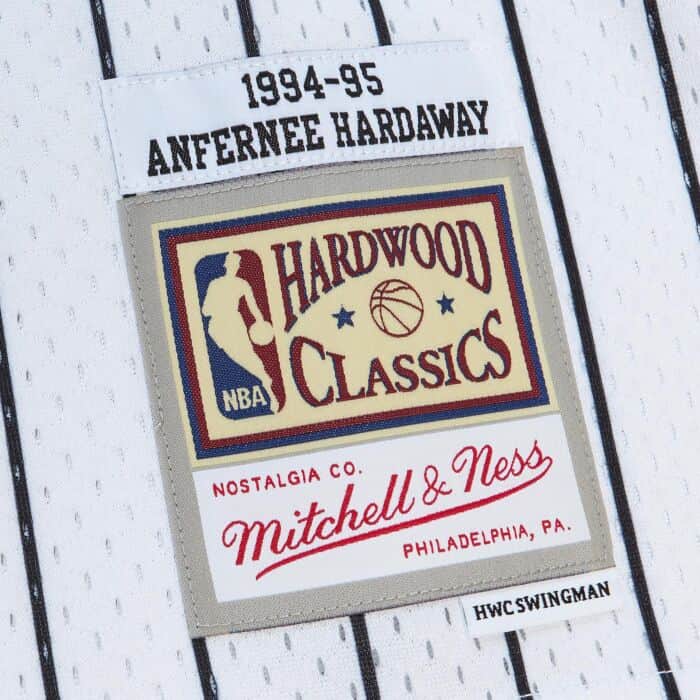 1994-95
ANFERNEE HARDAWAY
HARDWOOD
CLASSICS
NBA
NOSTALGIA CO.
Mitchell & Ness
PHILADELPHIA, PA.
HWC SWINGMAN